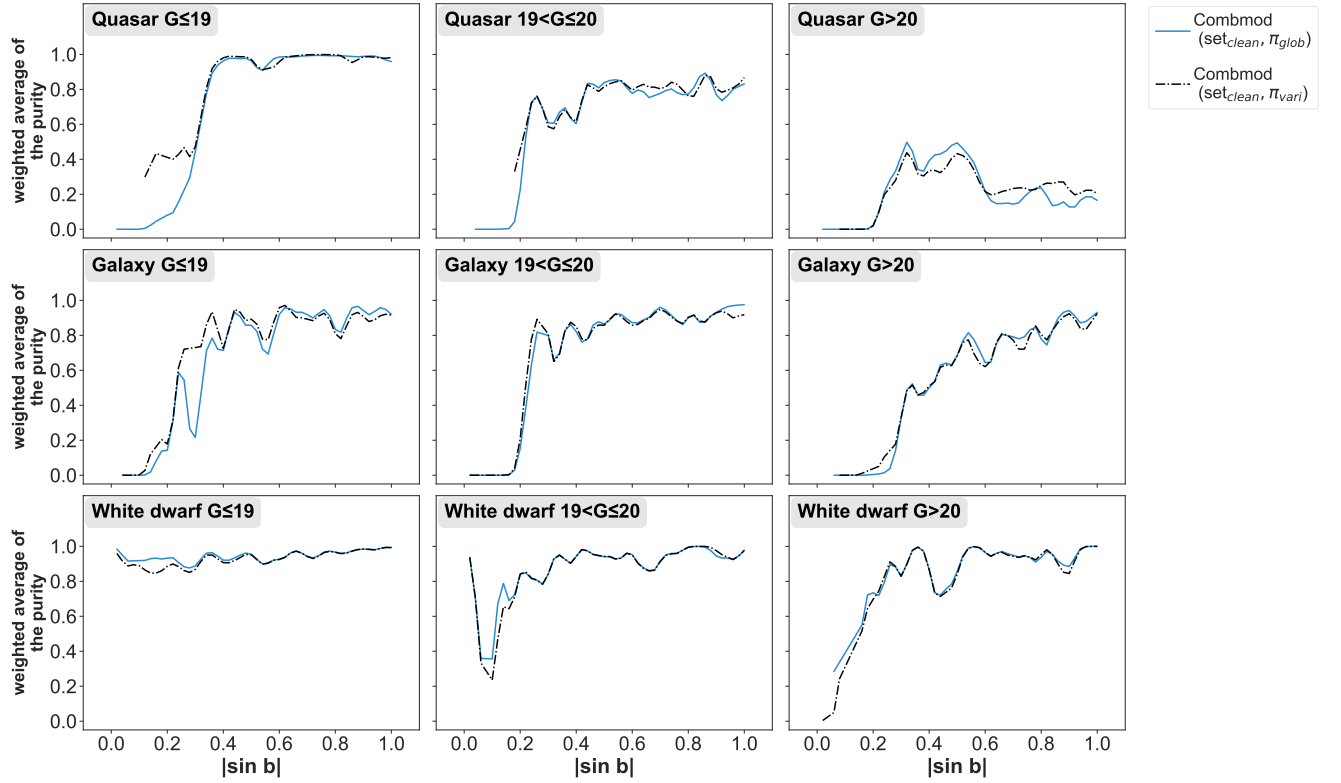 Quasar G≤19
Quasar 19<G≤20
Quasar G>20
Combmod
(set_clean, π_glob)
Combmod
(set_clean, π_vari)
weighted average of
the purity
1.0
0.8
0.6
0.4
0.2
0.0
Galaxy G≤19
Galaxy 19<G≤20
Galaxy G>20
weighted average of
the purity
1.0
0.8
0.6
0.4
0.2
0.0
White dwarf G≤19
White dwarf 19<G≤20
White dwarf G>20
weighted average of
the purity
1.0
0.8
0.6
0.4
0.2
0.0
0.0 0.2 0.4 0.6 0.8 1.0
0.0 0.2 0.4 0.6 0.8 1.0
0.0 0.2 0.4 0.6 0.8 1.0
|sin b|
|sin b|
|sin b|